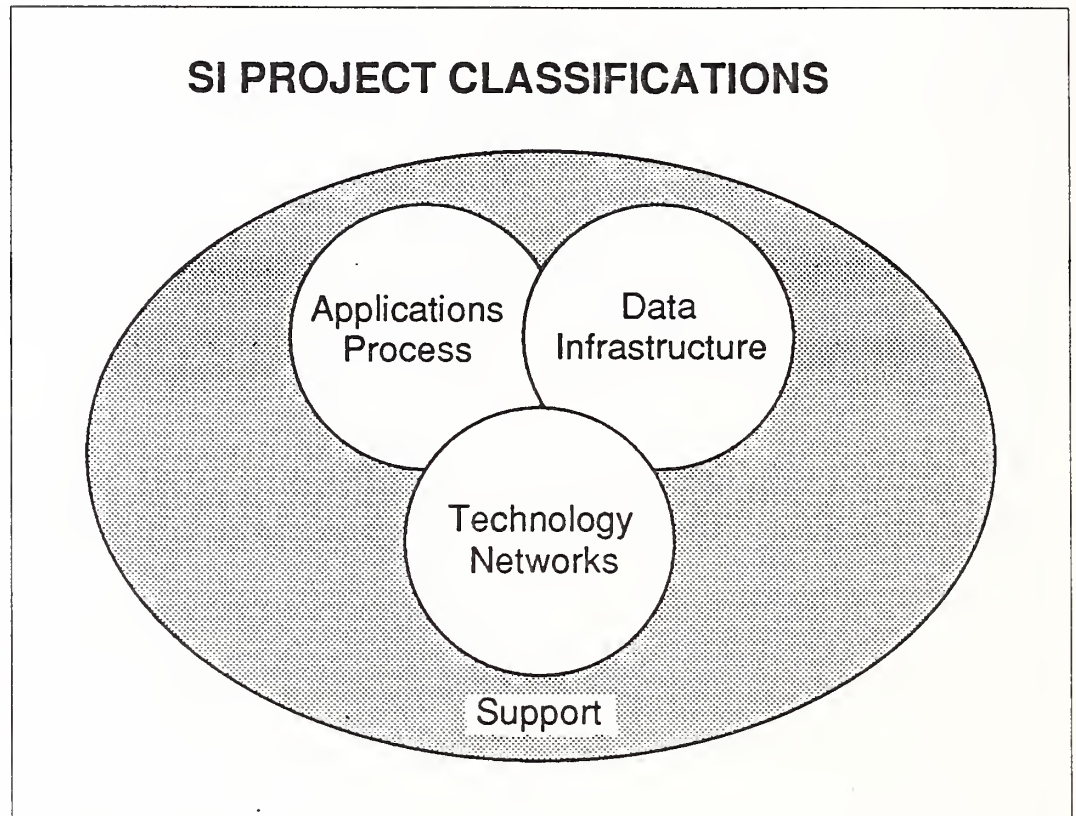 SI PROJECT CLASSIFICATIONS
Applications
Process
Data
Infrastructure
Technology
Networks
Support